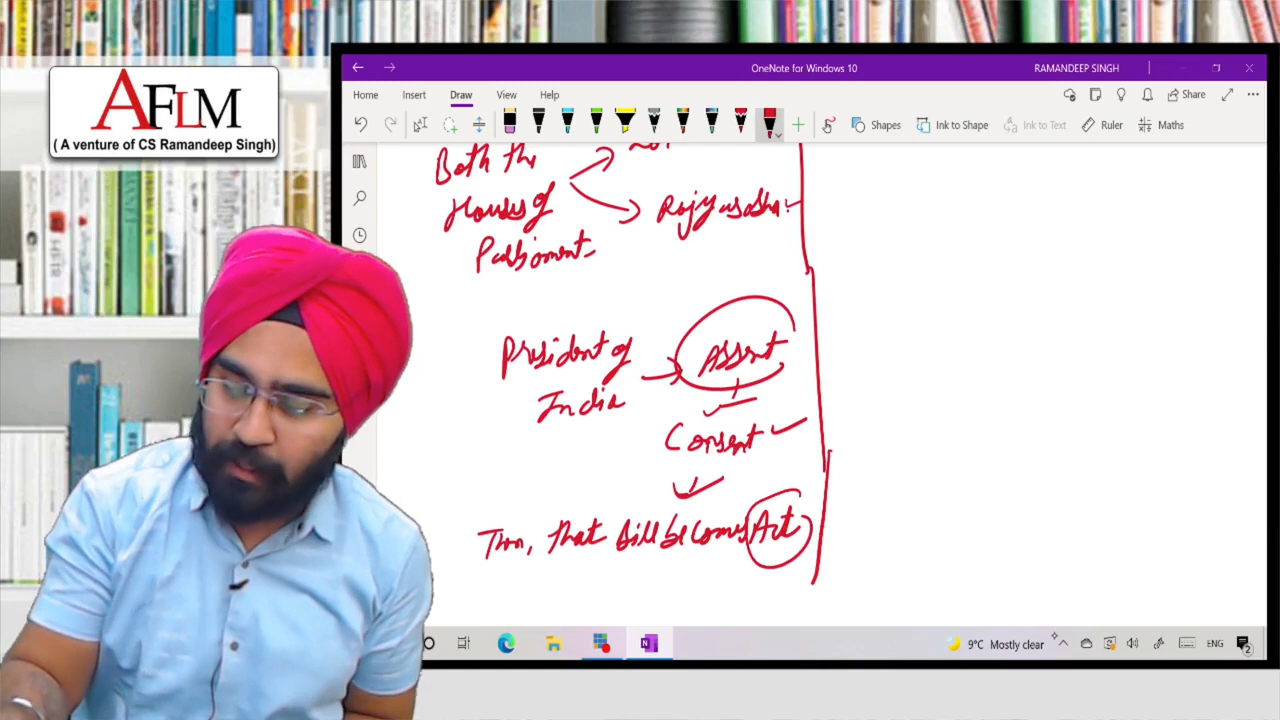 AFLM
( A venture of CS Ramandeep Singh)
OneNote for Windows 10
RAMANDEEP SINGH
Home Insert Draw View Help
Share
Shapes Ink to Shape Ink to Text Ruler Maths
Both the
Houses of
Parliament
Rajyasabha
President of
India
Assent
Consent
Then, that bill becomes Act
9°C Mostly clear
ENG
2